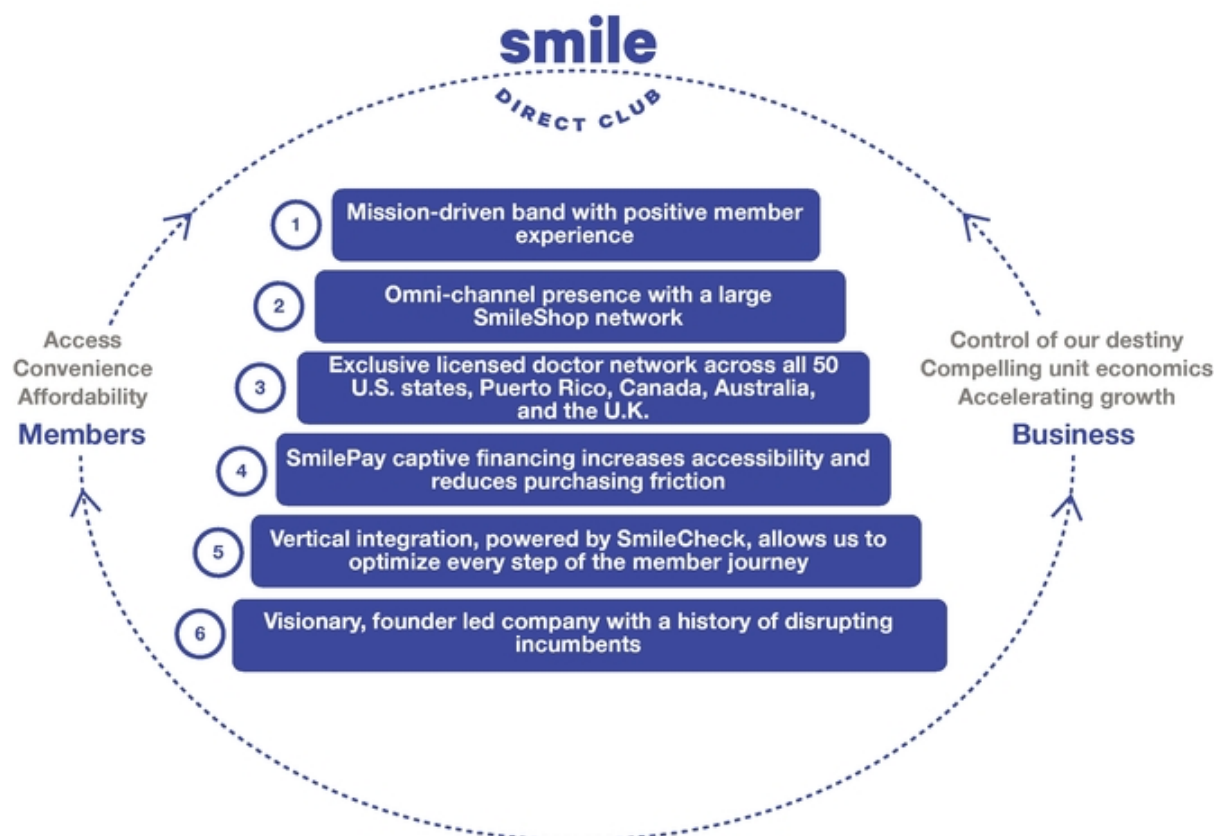 smile
DIRECT CLUB
1
Mission-driven band with positive member
experience
2
Omni-channel presence with a large
SmileShop network
3
Exclusive licensed doctor network across all 50
U.S. states, Puerto Rico, Canada, Australia,
and the U.K.
4
SmilePay captive financing increases accessibility and
reduces purchasing friction
5
Vertical integration, powered by SmileCheck, allows us to
optimize every step of the member journey
6
Visionary, founder led company with a history of disrupting
incumbents
Access
Convenience
Affordability
Members
Control of our destiny
Compelling unit economics
Accelerating growth
Business